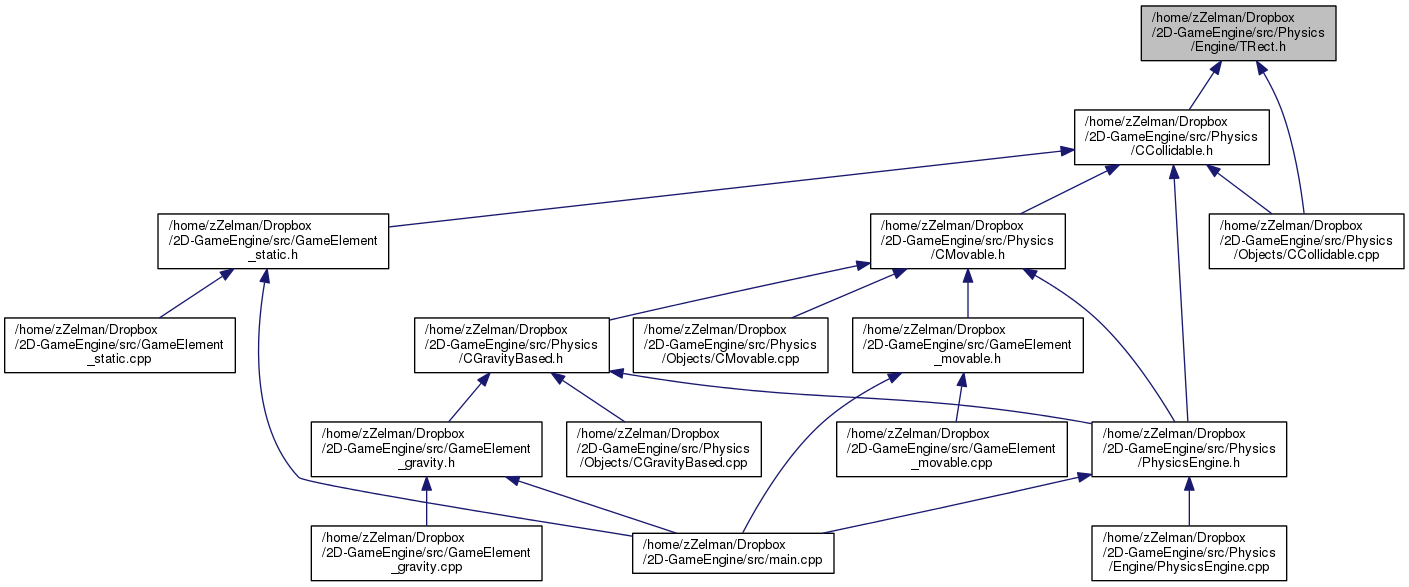 /home/zZelman/Dropbox
/2D-GameEngine/src/Physics
/Engine/TRect.h
/home/zZelman/Dropbox
/2D-GameEngine/src/Physics
/CCollidable.h
/home/zZelman/Dropbox
/2D-GameEngine/src/GameElement
_static.h
/home/zZelman/Dropbox
/2D-GameEngine/src/Physics
/CMovable.h
/home/zZelman/Dropbox
/2D-GameEngine/src/Physics
/Objects/CCollidable.cpp
/home/zZelman/Dropbox
/2D-GameEngine/src/GameElement
_static.cpp
/home/zZelman/Dropbox
/2D-GameEngine/src/Physics
/CGravityBased.h
/home/zZelman/Dropbox
/2D-GameEngine/src/Physics
/Objects/CMovable.cpp
/home/zZelman/Dropbox
/2D-GameEngine/src/GameElement
_movable.h
/home/zZelman/Dropbox
/2D-GameEngine/src/GameElement
_gravity.h
/home/zZelman/Dropbox
/2D-GameEngine/src/Physics
/Objects/CGravityBased.cpp
/home/zZelman/Dropbox
/2D-GameEngine/src/GameElement
_movable.cpp
/home/zZelman/Dropbox
/2D-GameEngine/src/Physics
/PhysicsEngine.h
/home/zZelman/Dropbox
/2D-GameEngine/src/GameElement
_gravity.cpp
/home/zZelman/Dropbox
/2D-GameEngine/src/main.cpp
/home/zZelman/Dropbox
/2D-GameEngine/src/Physics
/Engine/PhysicsEngine.cpp